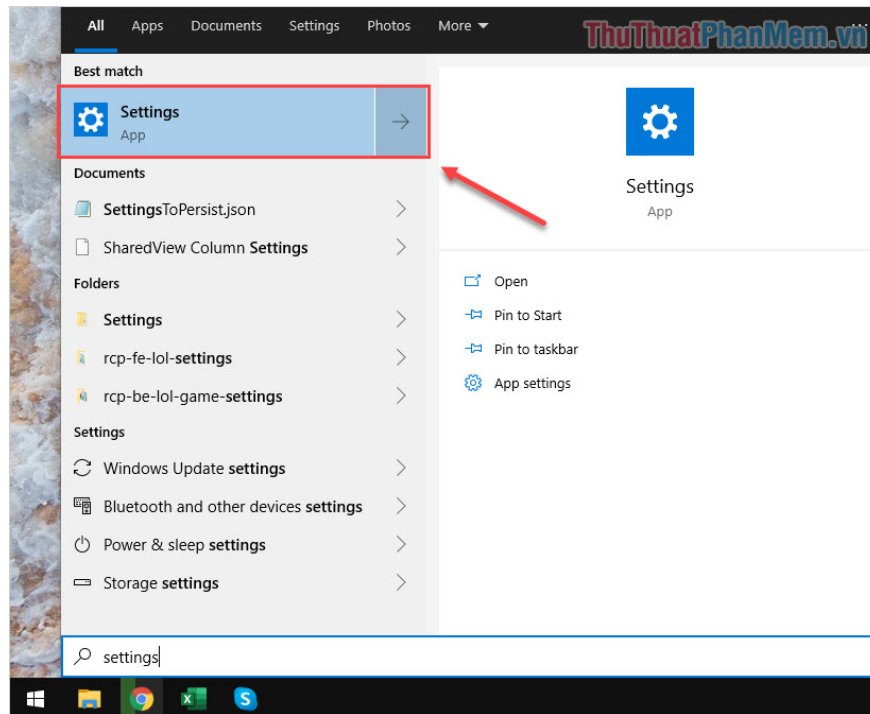 All Apps Documents Settings Photos More
ThuThuatPhanMem.vn
Best match
Settings
App
Documents
SettingsToPersist.json
SharedView Column Settings
Folders
Settings
rcp-fe-lol-settings
rcp-be-lol-game-settings
Settings
Windows Update settings
Bluetooth and other devices settings
Power & sleep settings
Storage settings
Settings
App
Open
Pin to Start
Pin to taskbar
App settings
settings